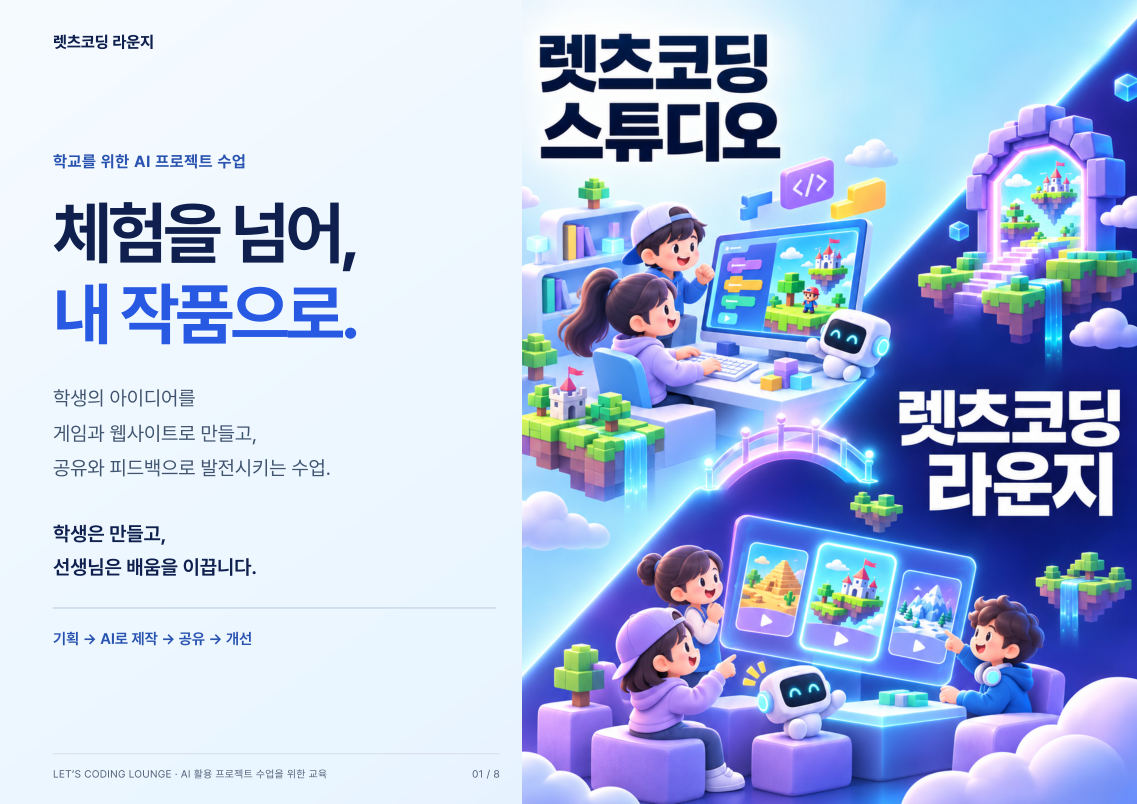 렛츠코딩 라운지
학교를 위한 AI 프로젝트 수업
체험을 넘어,
내 작품으로.
학생의 아이디어를
게임과 웹사이트로 만들고,
공유와 피드백으로 발전시키는 수업.
학생은 만들고,
선생님은 배움을 이끕니다.
기획 → AI로 제작 → 공유 → 개선
LET'S CODING LOUNGE · AI 활용 프로젝트 수업을 위한 교육
01 / 8
렛츠코딩
스튜디오
</>
렛츠코딩
라운지